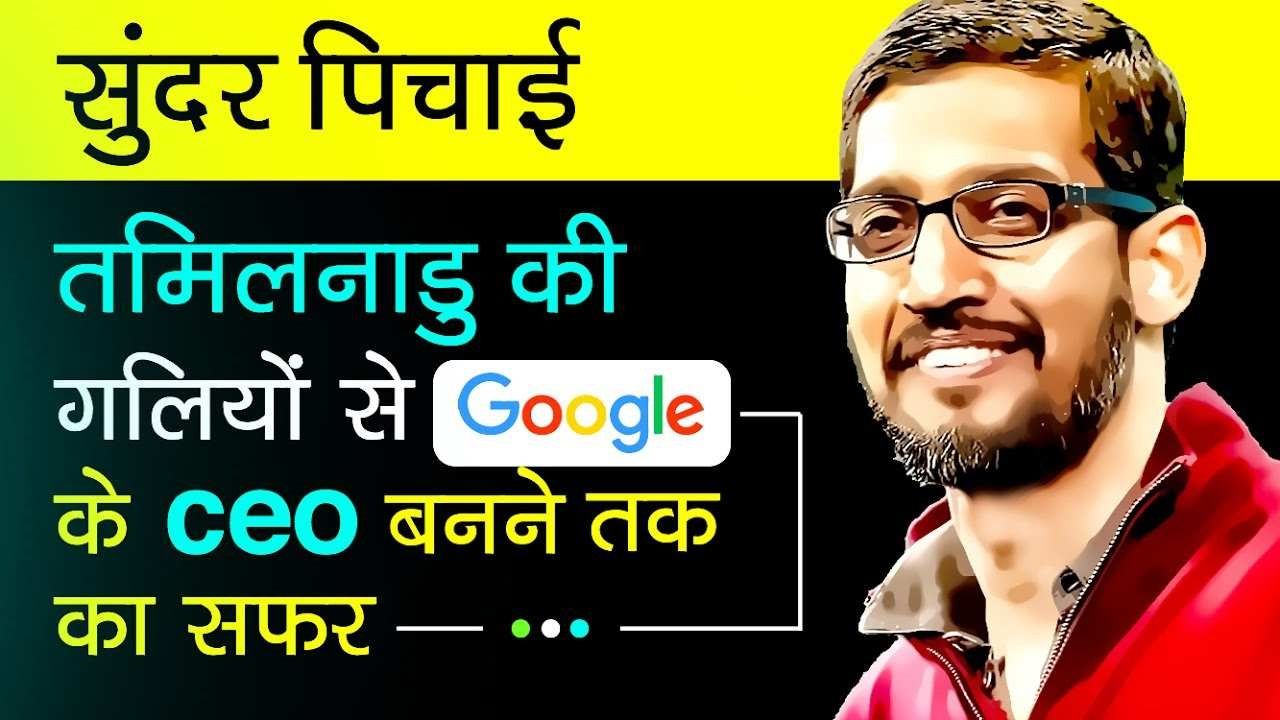 सुंदर पिचाई
तमिलनाडु की
गलियों से Google
के ceo बनने तक
का सफर